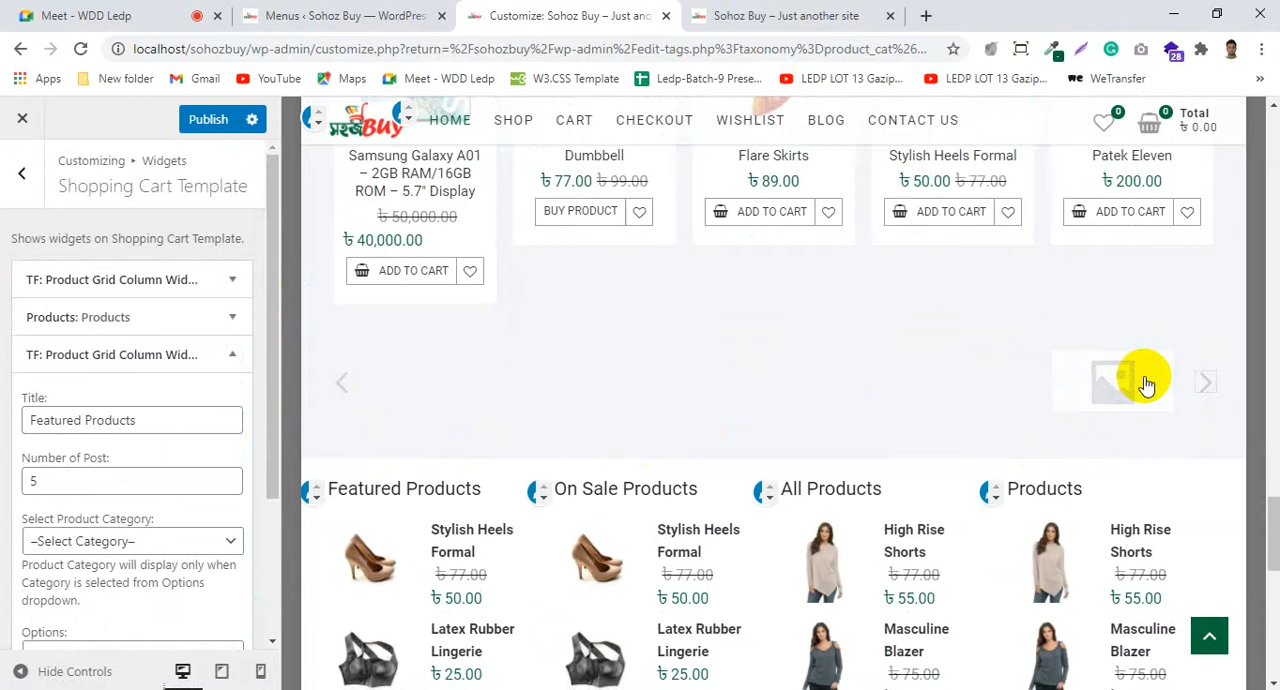 Meet - WDD Ledp
Menus ‹ Sohoz Buy — WordPress
Customize: Sohoz Buy – Just ano
Sohoz Buy – Just another site
localhost/sohozbuy/wp-admin/customize.php?return=%2Fsohozbuy%2Fwp-admin%2Fedit-tags.php%3Ftaxonomy%3Dproduct_cat%26...
28
Apps
New folder
Gmail
YouTube
Maps
Meet - WDD Ledp
W3.CSS Template
Ledp-Batch-9 Prese...
LEDP LOT 13 Gazip...
LEDP LOT 13 Gazip...
WeTransfer
»
Publish
Customizing ▸ Widgets
Shopping Cart Template
Shows widgets on Shopping Cart Template.
TF: Product Grid Column Wid...
Products: Products
TF: Product Grid Column Wid...
Title:
Featured Products
Number of Post:
5
Select Product Category:
–Select Category–
Product Category will display only when
Category is selected from Options
dropdown.
Options:
Hide Controls
সহজBuy
HOME SHOP CART CHECKOUT WISHLIST BLOG CONTACT US
0
0
Total
৳ 0.00
Samsung Galaxy A01
– 2GB RAM/16GB
ROM – 5.7" Display
৳ 50,000.00
৳ 40,000.00
ADD TO CART
Dumbbell
৳ 77.00 ৳ 99.00
BUY PRODUCT
Flare Skirts
৳ 89.00
ADD TO CART
Stylish Heels Formal
৳ 50.00 ৳ 77.00
ADD TO CART
Patek Eleven
৳ 200.00
ADD TO CART
Featured Products
Stylish Heels
Formal
৳ 77.00
৳ 50.00
Latex Rubber
Lingerie
৳ 25.00
On Sale Products
Stylish Heels
Formal
৳ 77.00
৳ 50.00
Latex Rubber
Lingerie
৳ 25.00
All Products
High Rise
Shorts
৳ 77.00
৳ 55.00
Masculine
Blazer
৳ 75.00
Products
High Rise
Shorts
৳ 77.00
৳ 55.00
Masculine
Blazer
৳ 75.00